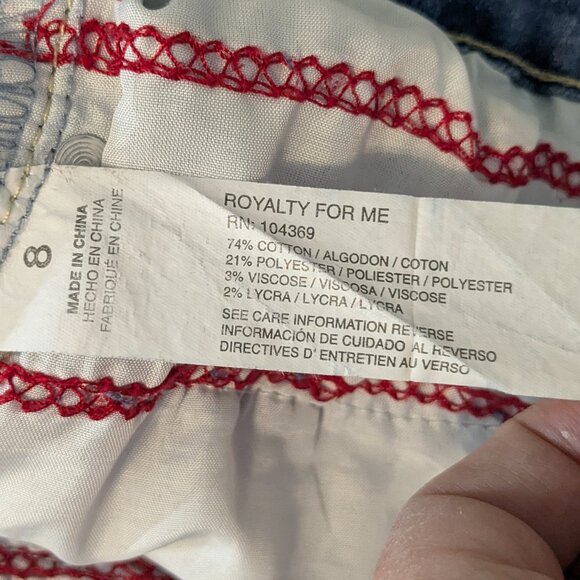 8
MADE IN CHINA
HECHO EN CHINA
FABRIQUÉ EN CHINE
ROYALTY FOR ME
RN: 104369
74% COTTON / ALGODON / COTON
21% POLYESTER / POLIESTER / POLYESTER
3% VISCOSE / VISCOSA / VISCOSE
2% LYCRA / LYCRA / LYCRA
SEE CARE INFORMATION REVERSE
INFORMACIÓN DE CUIDADO AL REVERSO
DIRECTIVES D' ENTRETIEN AU VERSO